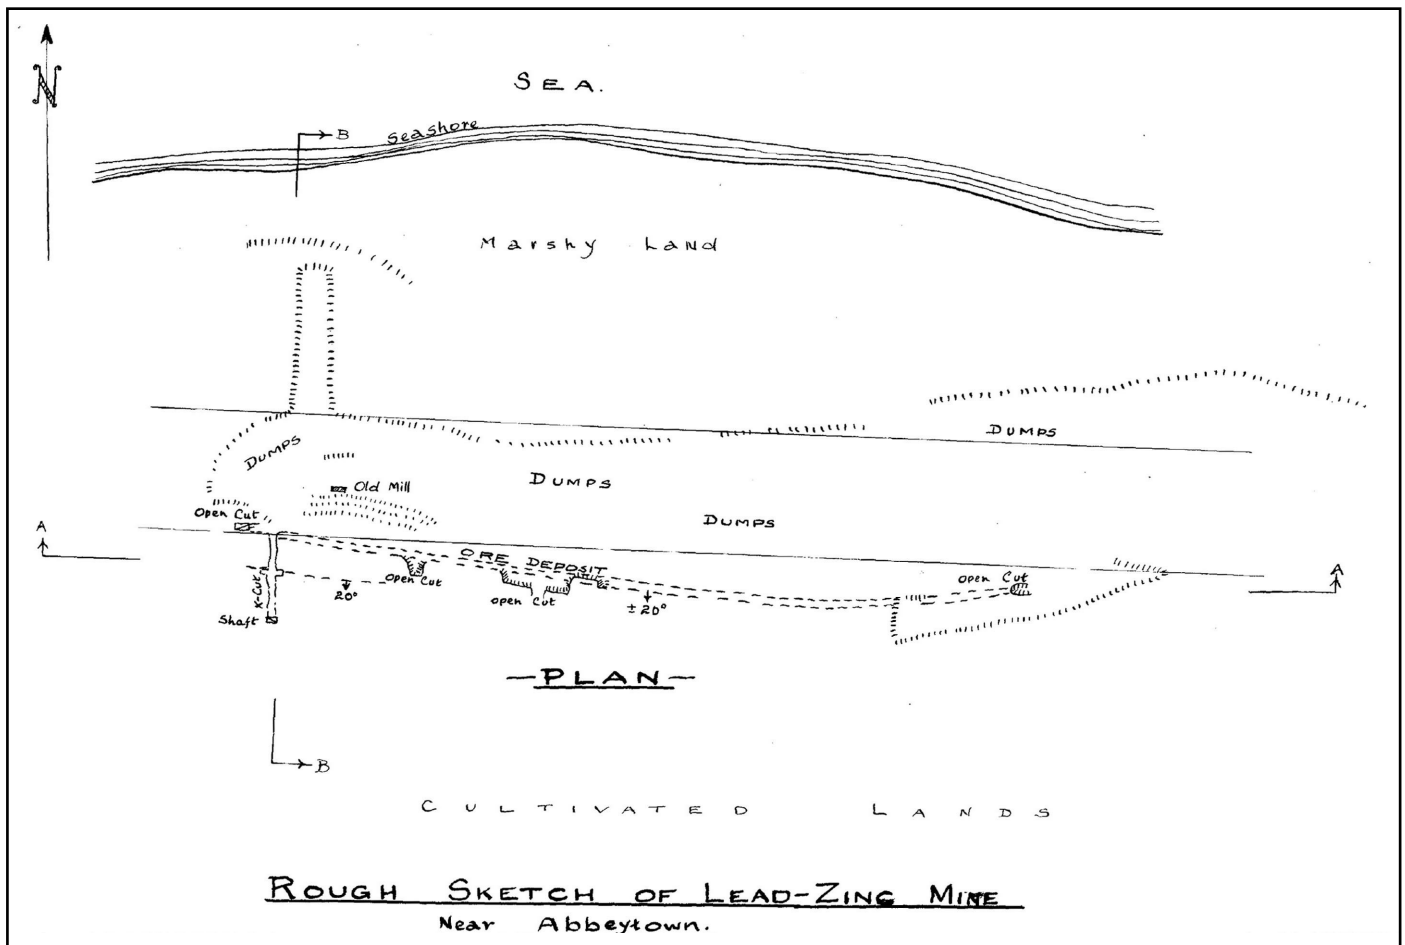 N
SEA.
B
Seashore
Marshy Land
DUMPS
DUMPS
Old Mill
DUMPS
Open Cut
DUMPS
A
ORE DEPOSIT
Open Cut
A
X-Cut
20°
Open Cut
open Cut
± 20°
Shaft
-PLAN-
B
CULTIVATED LANDS
ROUGH SKETCH OF LEAD-ZINC MINE
Near Abbeytown.